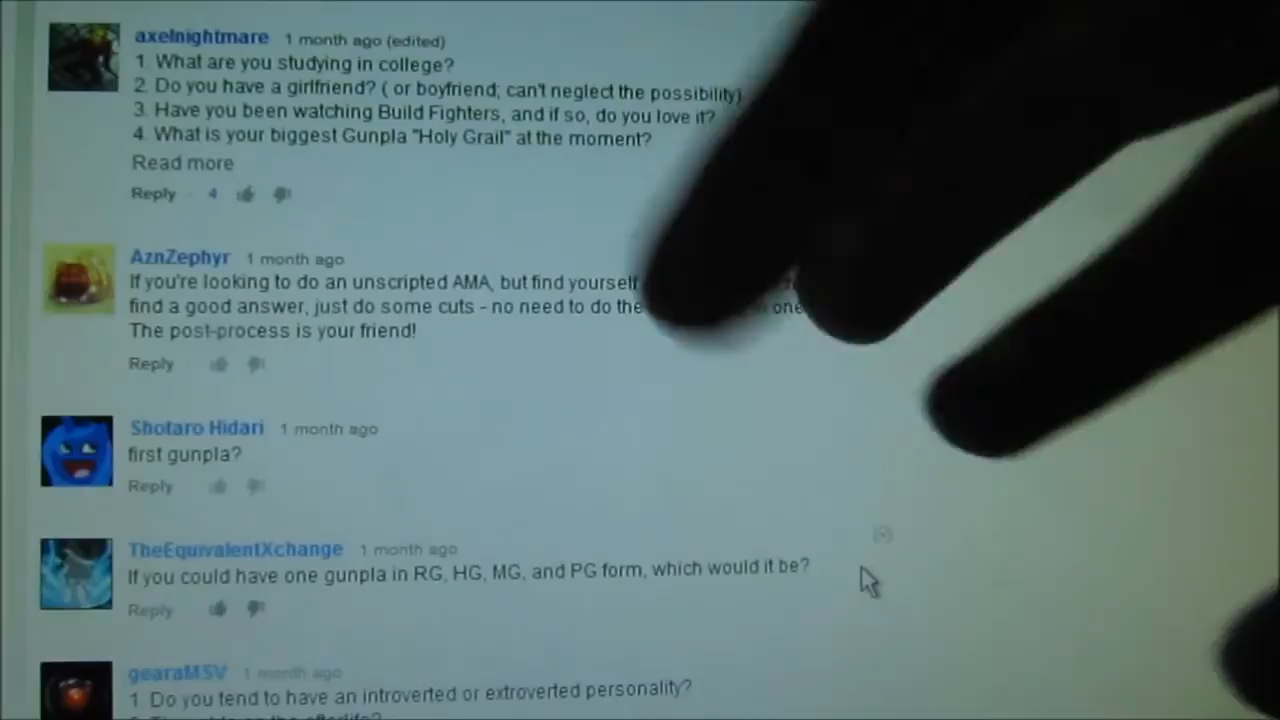 axelnightmare 1 month ago (edited)
1. What are you studying in college?
2. Do you have a girlfriend? ( or boyfriend; can't neglect the possibility)
3. Have you been watching Build Fighters, and if so, do you love it?
4. What is your biggest Gunpla "Holy Grail" at the moment?
Read more
Reply · 4
AznZephyr 1 month ago
If you're looking to do an unscripted AMA, but find yourself
find a good answer, just do some cuts - no need to do the one
The post-process is your friend!
Reply ·
Shotaro Hidari 1 month ago
first gunpla?
Reply ·
TheEquivalentXchange 1 month ago
If you could have one gunpla in RG, HG, MG, and PG form, which would it be?
Reply ·
gearaMSV 1 month ago
1. Do you tend to have an introverted or extroverted personality?